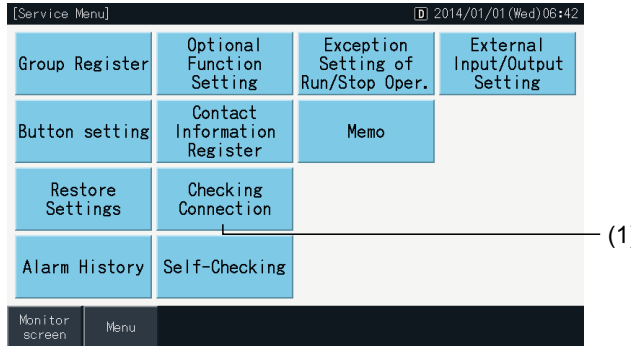 [Service Menu] D 2014/01/01(Wed)06:42
Group Register
Optional
Function
Setting
Exception
Setting of
Run/Stop Oper.
External
Input/Output
Setting
Button setting
Contact
Information
Register
Memo
Restore
Settings
Checking
Connection
(1)
Alarm History
Self-Checking
Monitor
screen
Menu